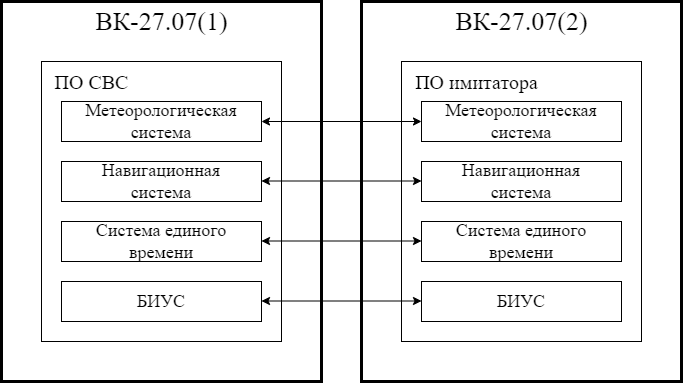 ВК-27.07(1)
ПО СВС
Метеорологическая
система
Навигационная
система
Система единого
времени
БИУС
ВК-27.07(2)
ПО имитатора
Метеорологическая
система
Навигационная
система
Система единого
времени
БИУС